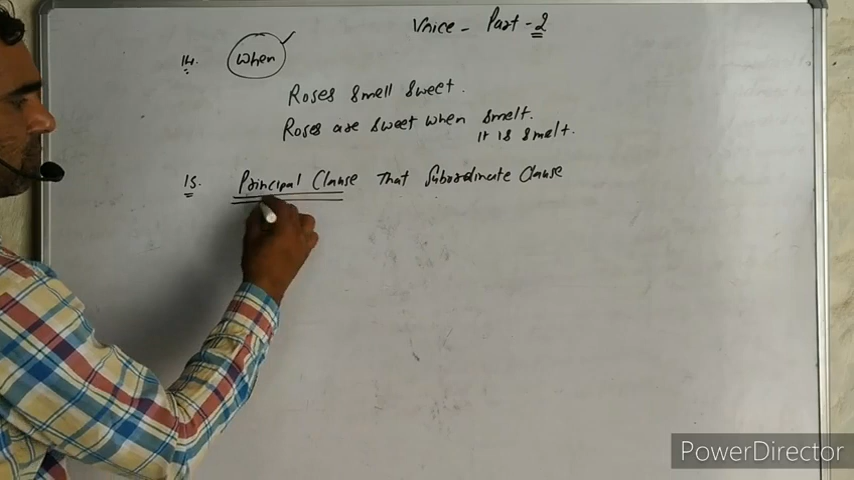 Voice - Part - 2
14. When
Roses smell sweet.
Roses are sweet when smelt.
it is smelt.
15. Principal Clause That Subordinate Clause
PowerDirector